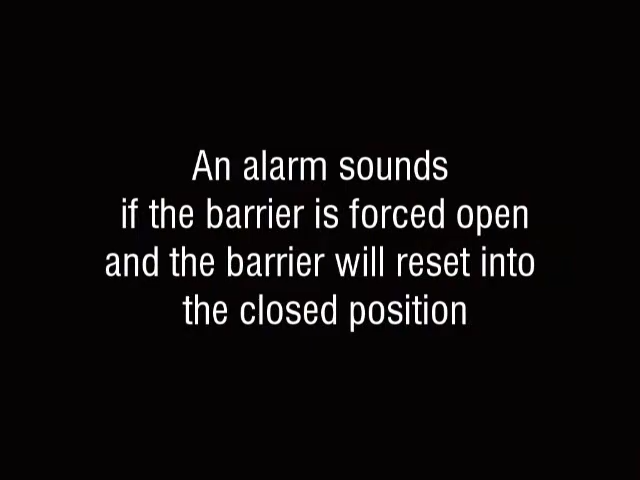 An alarm sounds
if the barrier is forced open
and the barrier will reset into
the closed position